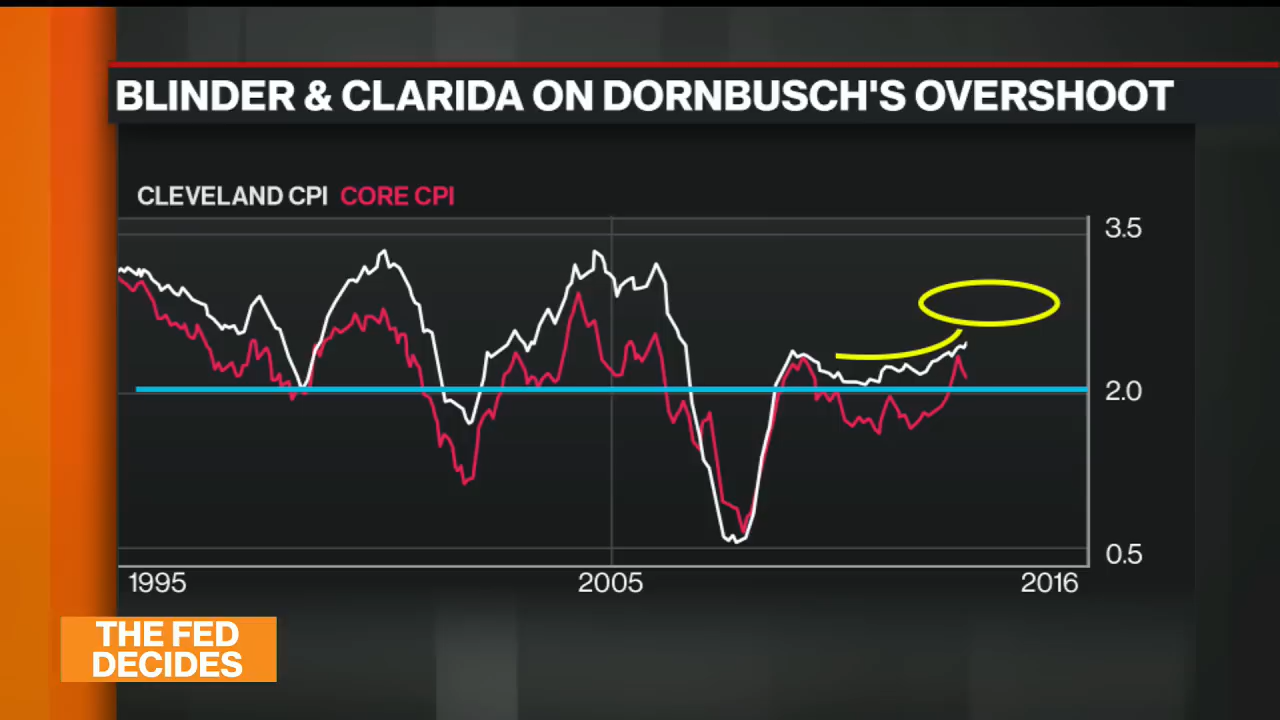 BLINDER & CLARIDA ON DORNBUSCH'S OVERSHOOT
CLEVELAND CPI CORE CPI
3.5
2.0
0.5
1995 2005 2016
THE FED
DECIDES